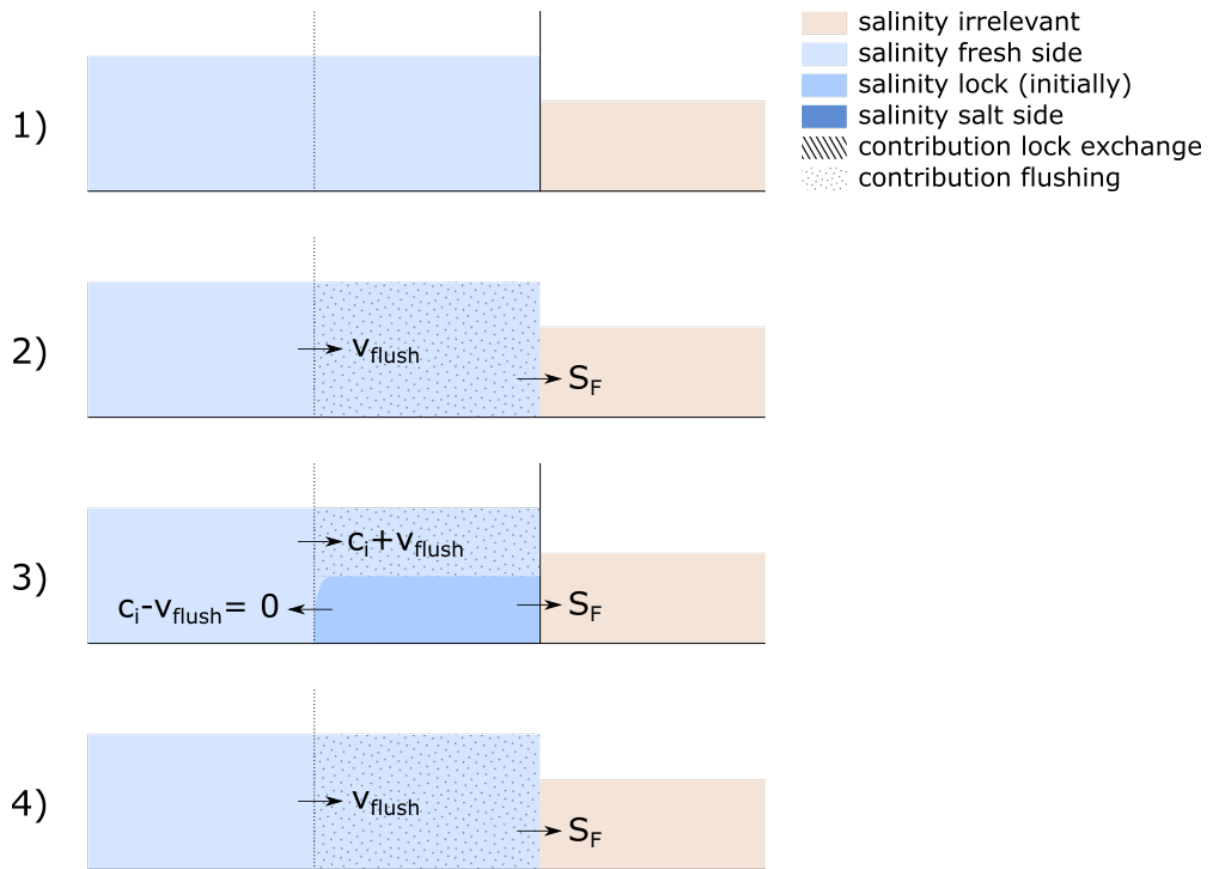 salinity irrelevant
salinity fresh side
salinity lock (initially)
salinity salt side
contribution lock exchange
contribution flushing
1)
2)
v_flush
S_F
3)
c_i+v_flush
c_i-v_flush= 0
S_F
4)
v_flush
S_F